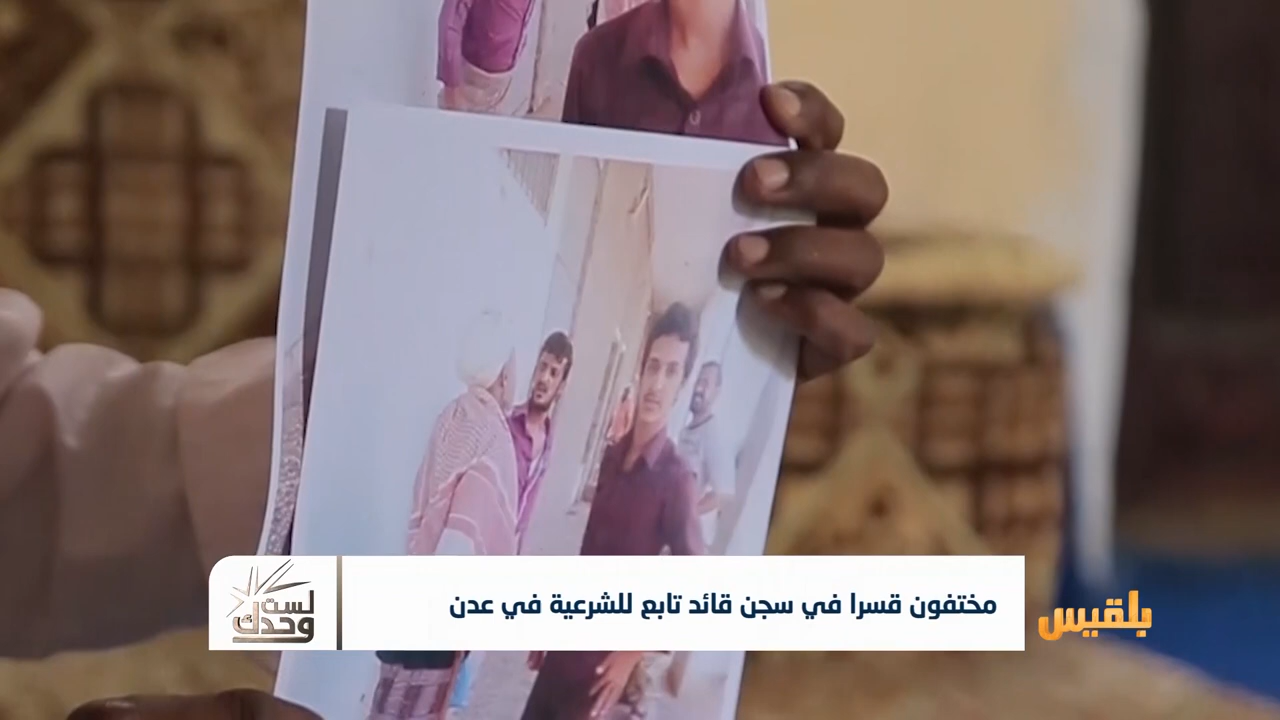 مختفون قسرا في سجن قائد تابع للشرعية في عدن
لست
وحدك
بلقيس